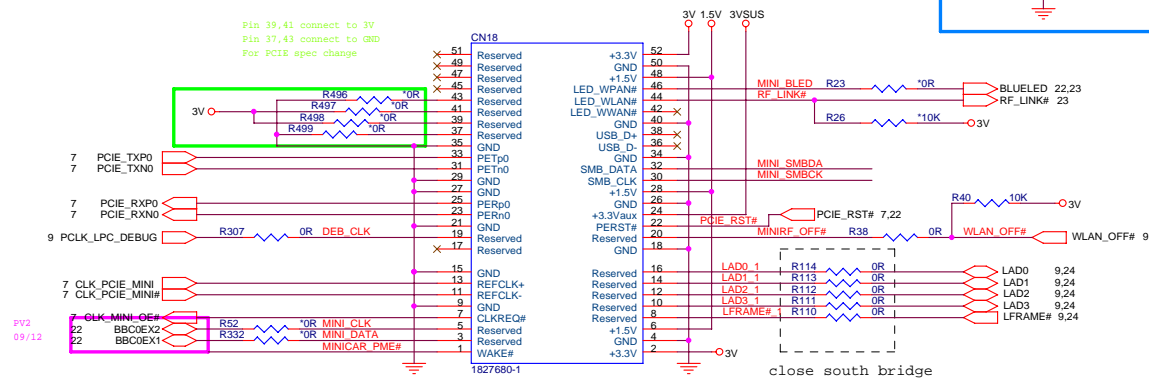 Pin 39,41 connect to 3V
Pin 37,43 connect to GND
For PCIE spec change
3V 1.5V 3VSUS
CN18
51 Reserved +3.3V 52
49 Reserved GND 50
47 Reserved +1.5V 48
45 Reserved LED_WPAN# 46 MINI_BLED R23 *0R BLUELED 22,23
R496 *0R 43 Reserved LED_WLAN# 44 RF_LINK# RF_LINK# 23
3V R497 *0R 41 Reserved LED_WWAN# 42
R498 *0R 39 Reserved GND 40 R26 *10K 3V
R499 *0R 37 Reserved USB_D+ 38
35 GND USB_D- 36
7 PCIE_TXP0 33 PETp0 GND 34
7 PCIE_TXN0 31 PETn0 SMB_DATA 32 MINI_SMBDA
29 GND SMB_CLK 30 MINI_SMBCK
27 GND +1.5V 28
7 PCIE_RXP0 25 PERp0 GND 26 R40 10K 3V
7 PCIE_RXN0 23 PERn0 +3.3Vaux 24 PCIE_RST# 7,22
21 GND PERST# 22 PCIE_RST#
9 PCLK_LPC_DEBUG R307 0R DEB_CLK 19 Reserved Reserved 20 MINIRF_OFF# R38 0R WLAN_OFF# WLAN_OFF# 9
17 Reserved GND 18
15 GND Reserved 16 LAD0_1 R114 0R LAD0 9,24
7 CLK_PCIE_MINI 13 REFCLK+ Reserved 14 LAD1_1 R113 0R LAD1 9,24
7 CLK_PCIE_MINI# 11 REFCLK- Reserved 12 LAD2_1 R112 0R LAD2 9,24
9 GND Reserved 10 LAD3_1 R111 0R LAD3 9,24
7 CLK_MINI_OE# 7 CLKREQ# Reserved 8 LFRAME#_1 R110 0R LFRAME# 9,24
PV2
09/12
22 BBC0EX2 R52 *0R MINI_CLK 5 Reserved +1.5V 6
22 BBC0EX1 R332 *0R MINI_DATA 3 Reserved GND 4
MINICAR_PME# 1 WAKE# +3.3V 2 3V
1827680-1
close south bridge